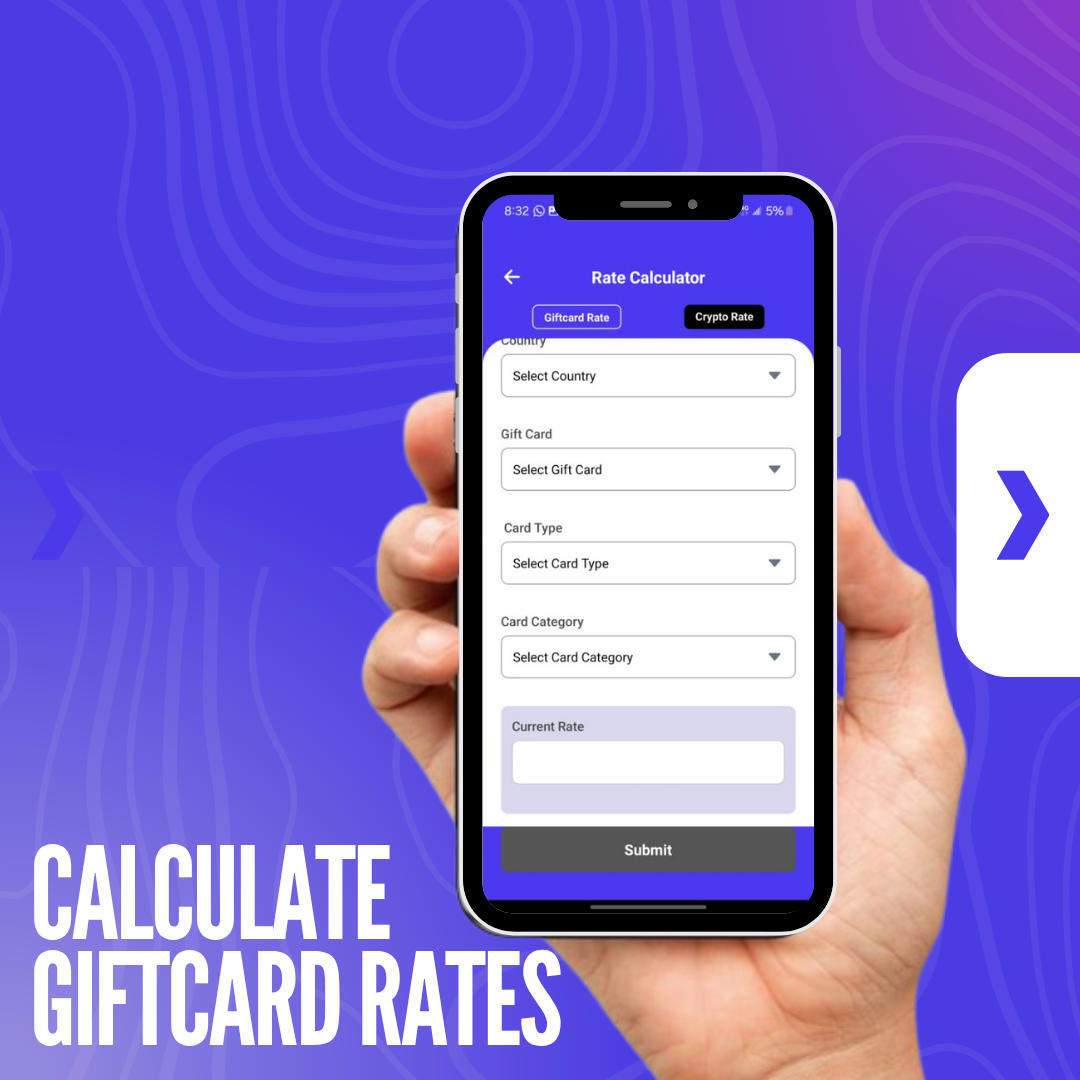 8:32 5%
Rate Calculator
Giftcard Rate Crypto Rate
Country
Select Country
Gift Card
Select Gift Card
Card Type
Select Card Type
Card Category
Select Card Category
Current Rate
Submit
CALCULATE
GIFTCARD RATES